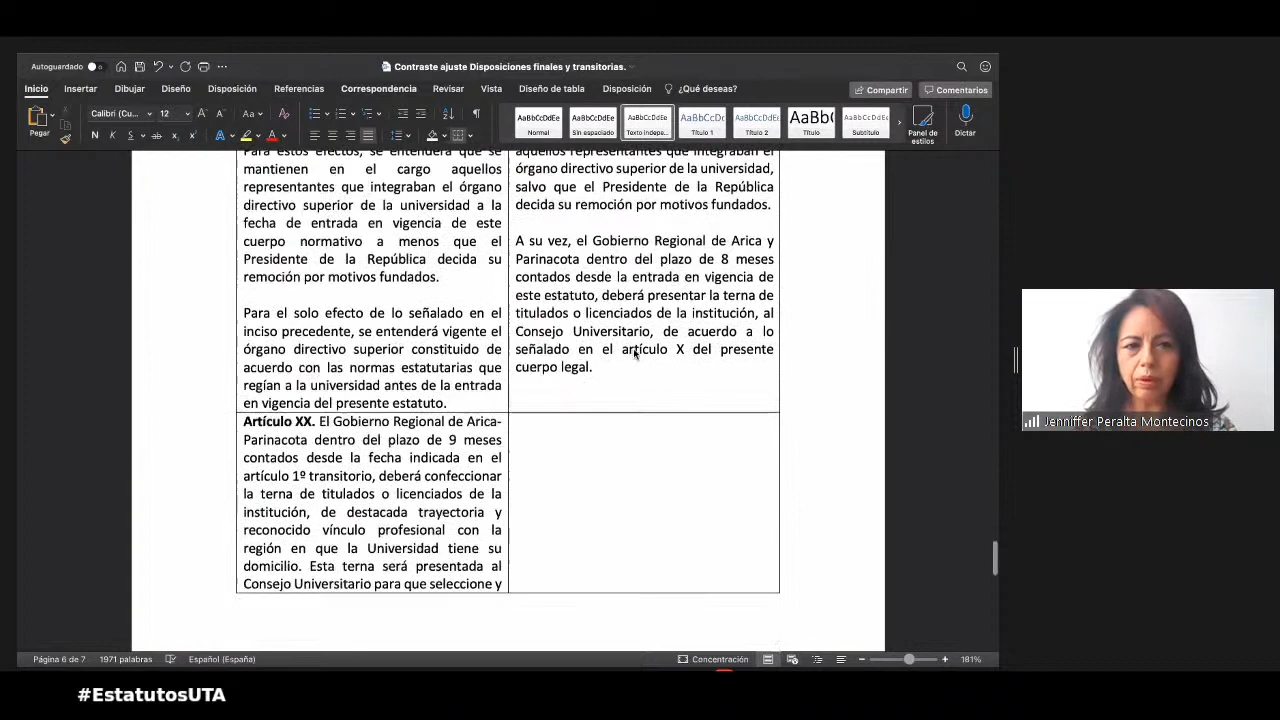 Autoguardado
Contraste ajuste Disposiciones finales y transitorias.
Inicio Insertar Dibujar Diseño Disposición Referencias Correspondencia Revisar Vista Diseño de tabla Disposición ¿Qué deseas? Compartir Comentarios
Pegar
Calibri (Cu... 12
AaBbCcDdEe Normal
AaBbCcDdEe Sin espaciado
AaBbCcDdEe Texto indepe...
AaBbCcDc Título 1
AaBbCcDdEe Título 2
AaBb( Título
AaBbCcDdEe Subtítulo
Panel de estilos
Dictar
Para estos efectos, se entenderá que se
mantienen en el cargo aquellos
representantes que integraban el órgano
directivo superior de la universidad a la
fecha de entrada en vigencia de este
cuerpo normativo a menos que el
Presidente de la República decida su
remoción por motivos fundados.
Para el solo efecto de lo señalado en el
inciso precedente, se entenderá vigente el
órgano directivo superior constituido de
acuerdo con las normas estatutarias que
regían a la universidad antes de la entrada
en vigencia del presente estatuto.
aquellos representantes que integraban el
órgano directivo superior de la universidad,
salvo que el Presidente de la República
decida su remoción por motivos fundados.
A su vez, el Gobierno Regional de Arica y
Parinacota dentro del plazo de 8 meses
contados desde la entrada en vigencia de
este estatuto, deberá presentar la terna de
titulados o licenciados de la institución, al
Consejo Universitario, de acuerdo a lo
señalado en el artículo X del presente
cuerpo legal.
Artículo XX. El Gobierno Regional de Arica-
Parinacota dentro del plazo de 9 meses
contados desde la fecha indicada en el
artículo 1º transitorio, deberá confeccionar
la terna de titulados o licenciados de la
institución, de destacada trayectoria y
reconocido vínculo profesional con la
región en que la Universidad tiene su
domicilio. Esta terna será presentada al
Consejo Universitario para que seleccione y
Página 6 de 7 1971 palabras Español (España) Concentración 181%
Jenniffer Peralta Montecinos
#EstatutosUTA